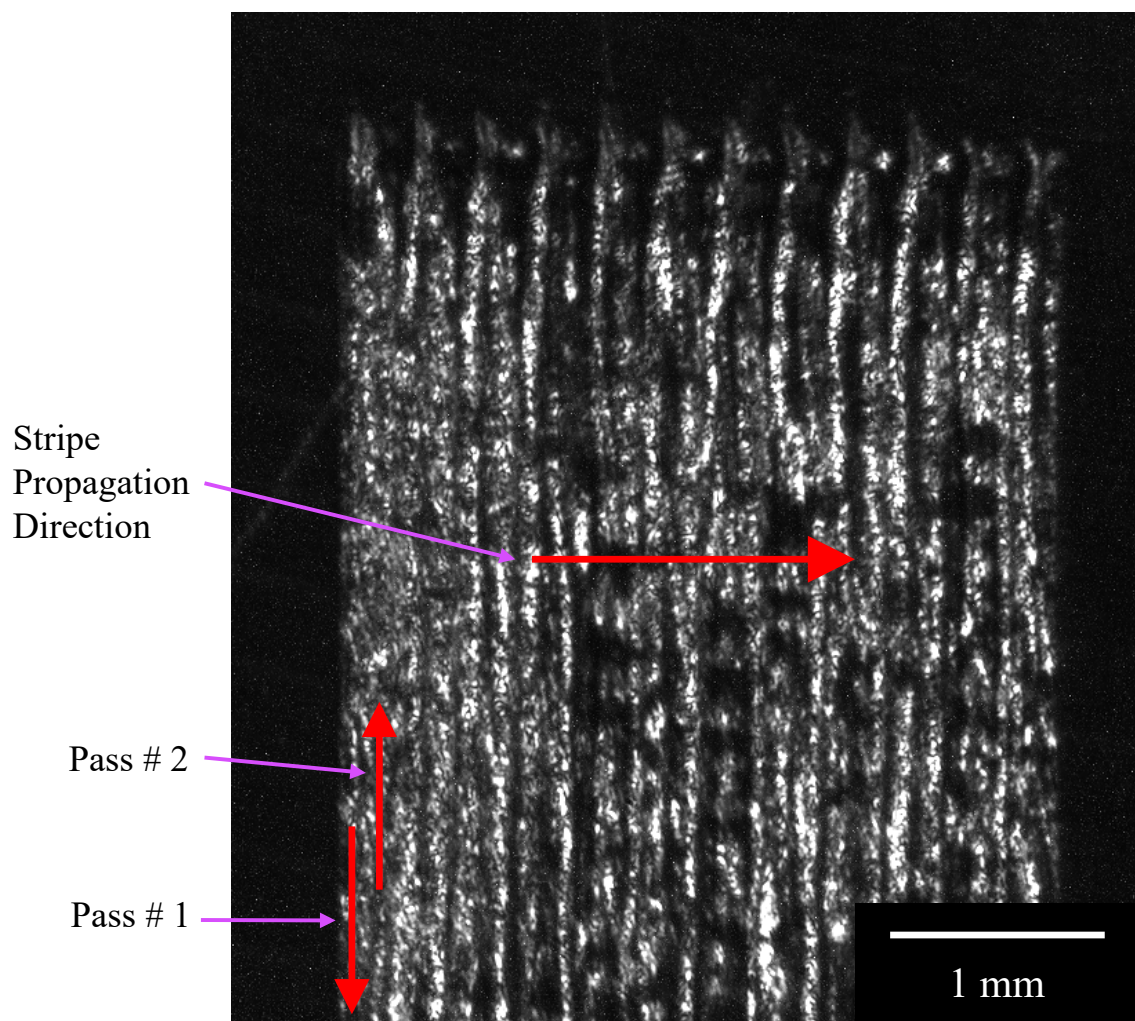 Stripe
Propagation
Direction
Pass # 2
Pass # 1
1 mm